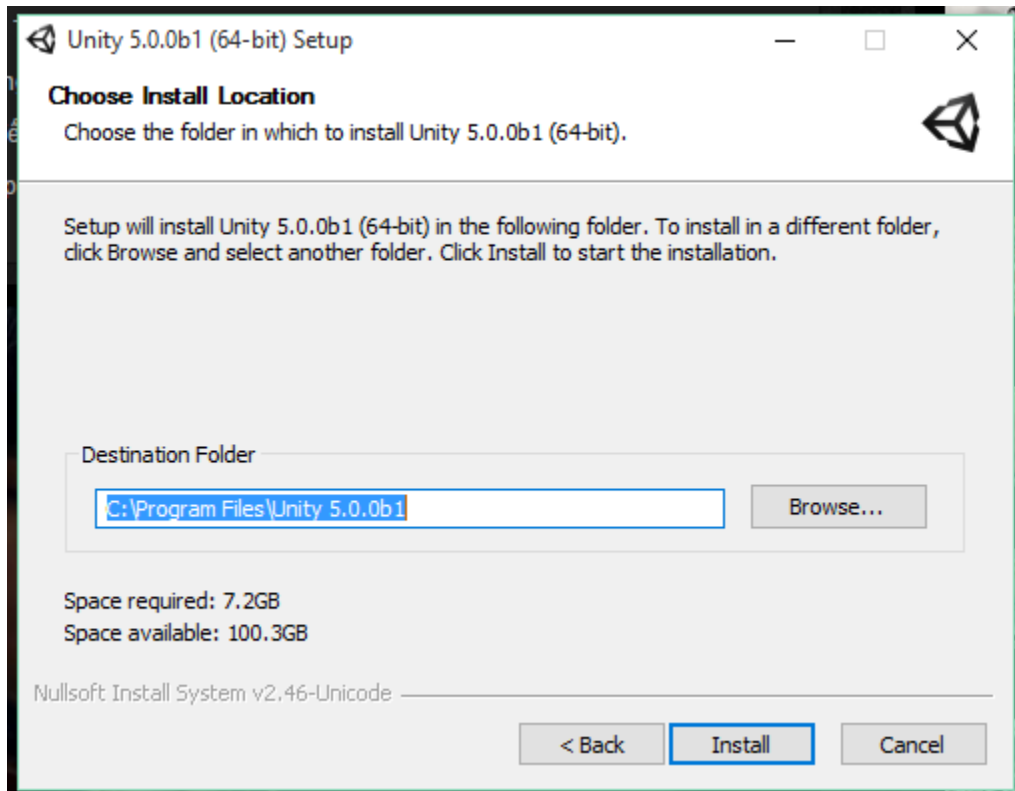 Unity 5.0.0b1 (64-bit) Setup
Choose Install Location
Choose the folder in which to install Unity 5.0.0b1 (64-bit).
Setup will install Unity 5.0.0b1 (64-bit) in the following folder. To install in a different folder,
click Browse and select another folder. Click Install to start the installation.
Destination Folder
C:\Program Files\Unity 5.0.0b1
Browse...
Space required: 7.2GB
Space available: 100.3GB
Nullsoft Install System v2.46-Unicode
< Back
Install
Cancel